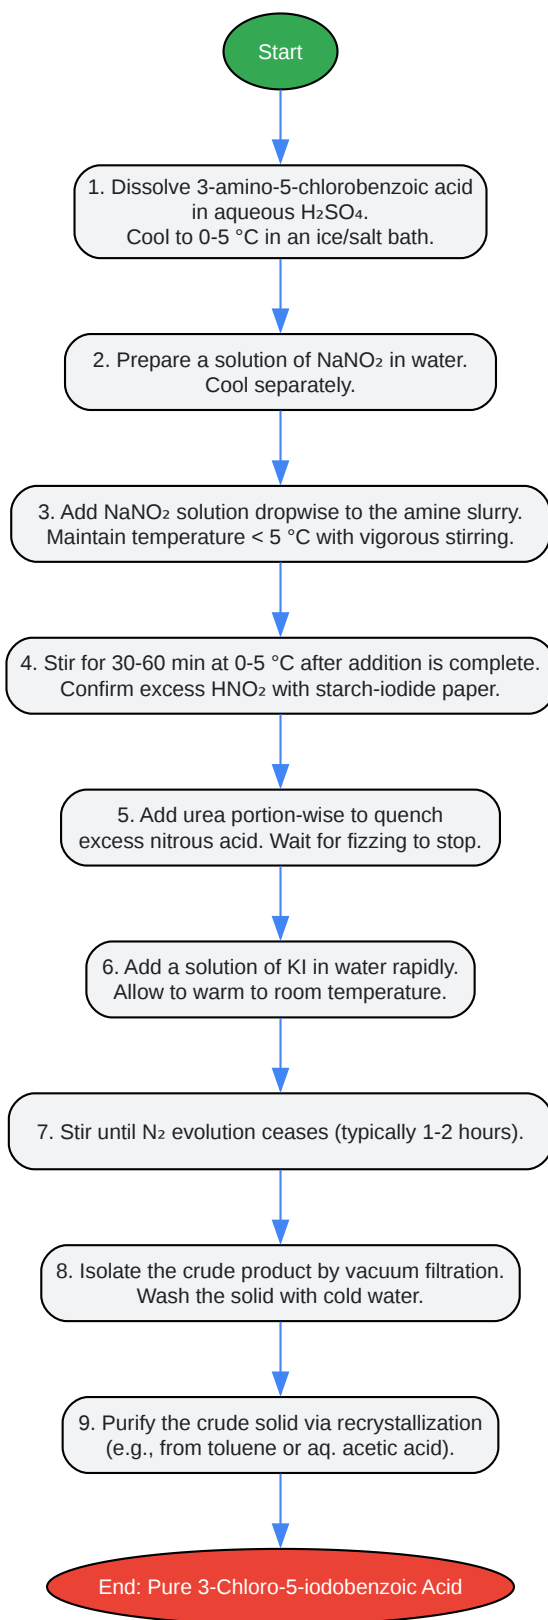 Start
1. Dissolve 3-amino-5-chlorobenzoic acid
in aqueous H₂SO₄.
Cool to 0-5 °C in an ice/salt bath.
2. Prepare a solution of NaNO₂ in water.
Cool separately.
3. Add NaNO₂ solution dropwise to the amine slurry.
Maintain temperature < 5 °C with vigorous stirring.
4. Stir for 30-60 min at 0-5 °C after addition is complete.
Confirm excess HNO₂ with starch-iodide paper.
5. Add urea portion-wise to quench
excess nitrous acid. Wait for fizzing to stop.
6. Add a solution of KI in water rapidly.
Allow to warm to room temperature.
7. Stir until N₂ evolution ceases (typically 1-2 hours).
8. Isolate the crude product by vacuum filtration.
Wash the solid with cold water.
9. Purify the crude solid via recrystallization
(e.g., from toluene or aq. acetic acid).
End: Pure 3-Chloro-5-iodobenzoic Acid